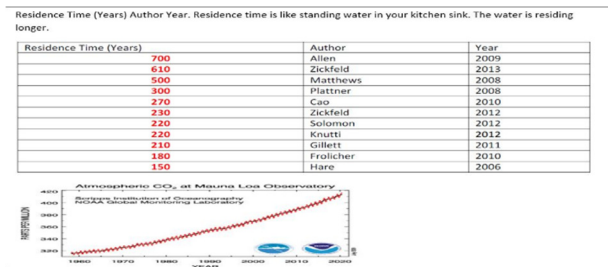 Residence Time (Years) Author Year. Residence time is like standing water in your kitchen sink. The water is residing
longer.
Residence Time (Years) Author Year
700 Allen 2009
610 Zickfeld 2013
500 Matthews 2008
300 Plattner 2008
270 Cao 2010
230 Zickfeld 2012
220 Solomon 2012
220 Knutti 2012
210 Gillett 2011
180 Frolicher 2010
150 Hare 2006
Atmospheric CO₂ at Mauna Loa Observatory
Scripps Institution of Oceanography
NOAA Global Monitoring Laboratory
PARTS PER MILLION
420
400
380
360
340
320
1960 1970 1980 1990 2000 2010 2020
YEAR